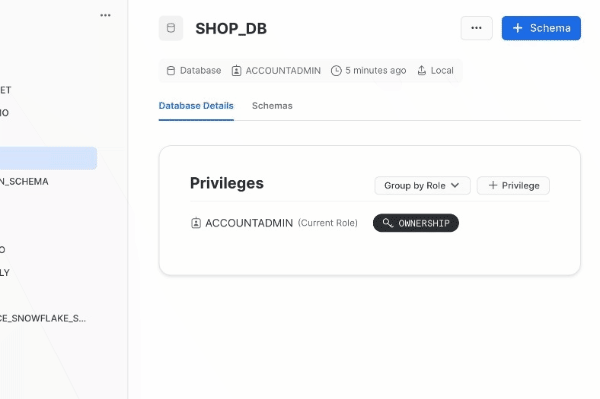 •••
SHOP_DB
•••
+ Schema
Database ACCOUNTADMIN 5 minutes ago Local
Database Details Schemas
Privileges
Group by Role
+ Privilege
ACCOUNTADMIN (Current Role) OWNERSHIP
ET
IO
N_SCHEMA
O
LY
CE_SNOWFLAKE_S...